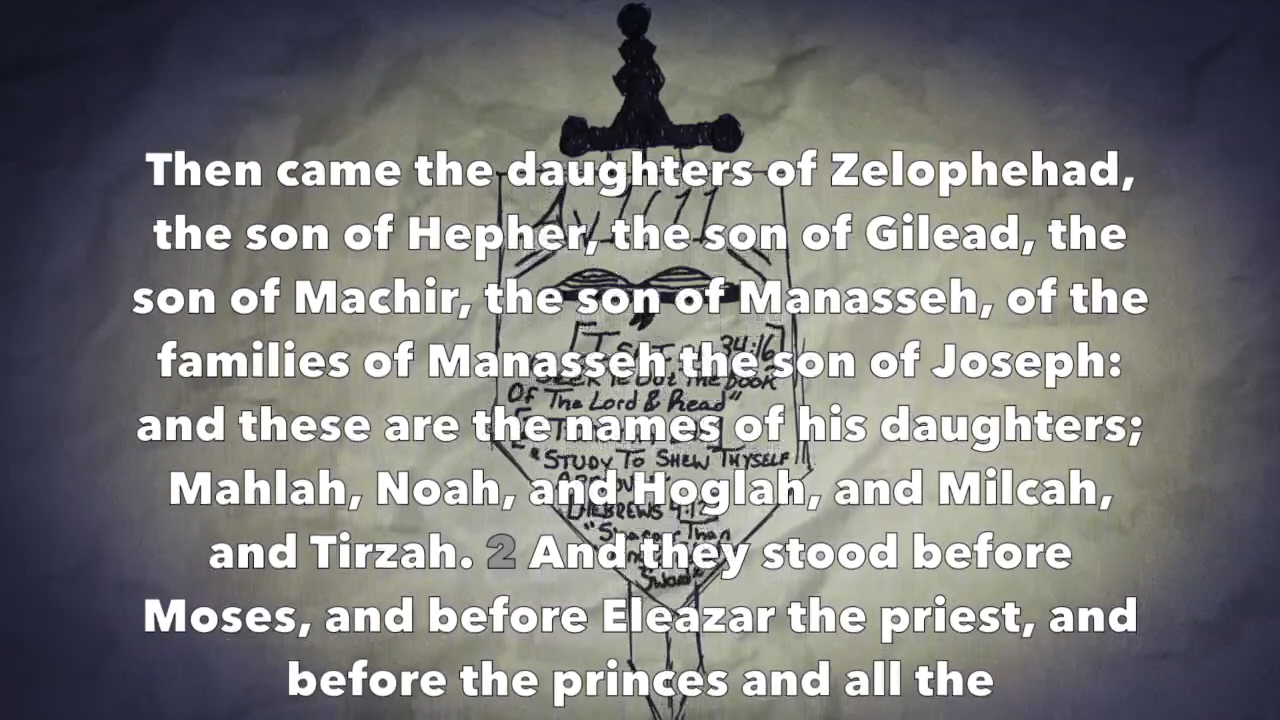 Then came the daughters of Zelophehad,
the son of Hepher, the son of Gilead, the
son of Machir, the son of Manasseh, of the
families of Manasseh the son of Joseph:
and these are the names of his daughters;
Mahlah, Noah, and Hoglah, and Milcah,
and Tirzah. 2 And they stood before
Moses, and before Eleazar the priest, and
before the princes and all the
AV1611
34:16]
"Seek Ye Out The Book
Of The Lord & Read"
"STUDY TO SHEW THYSELF
HEBREWS 4:12
"Sharper Than
Sword"